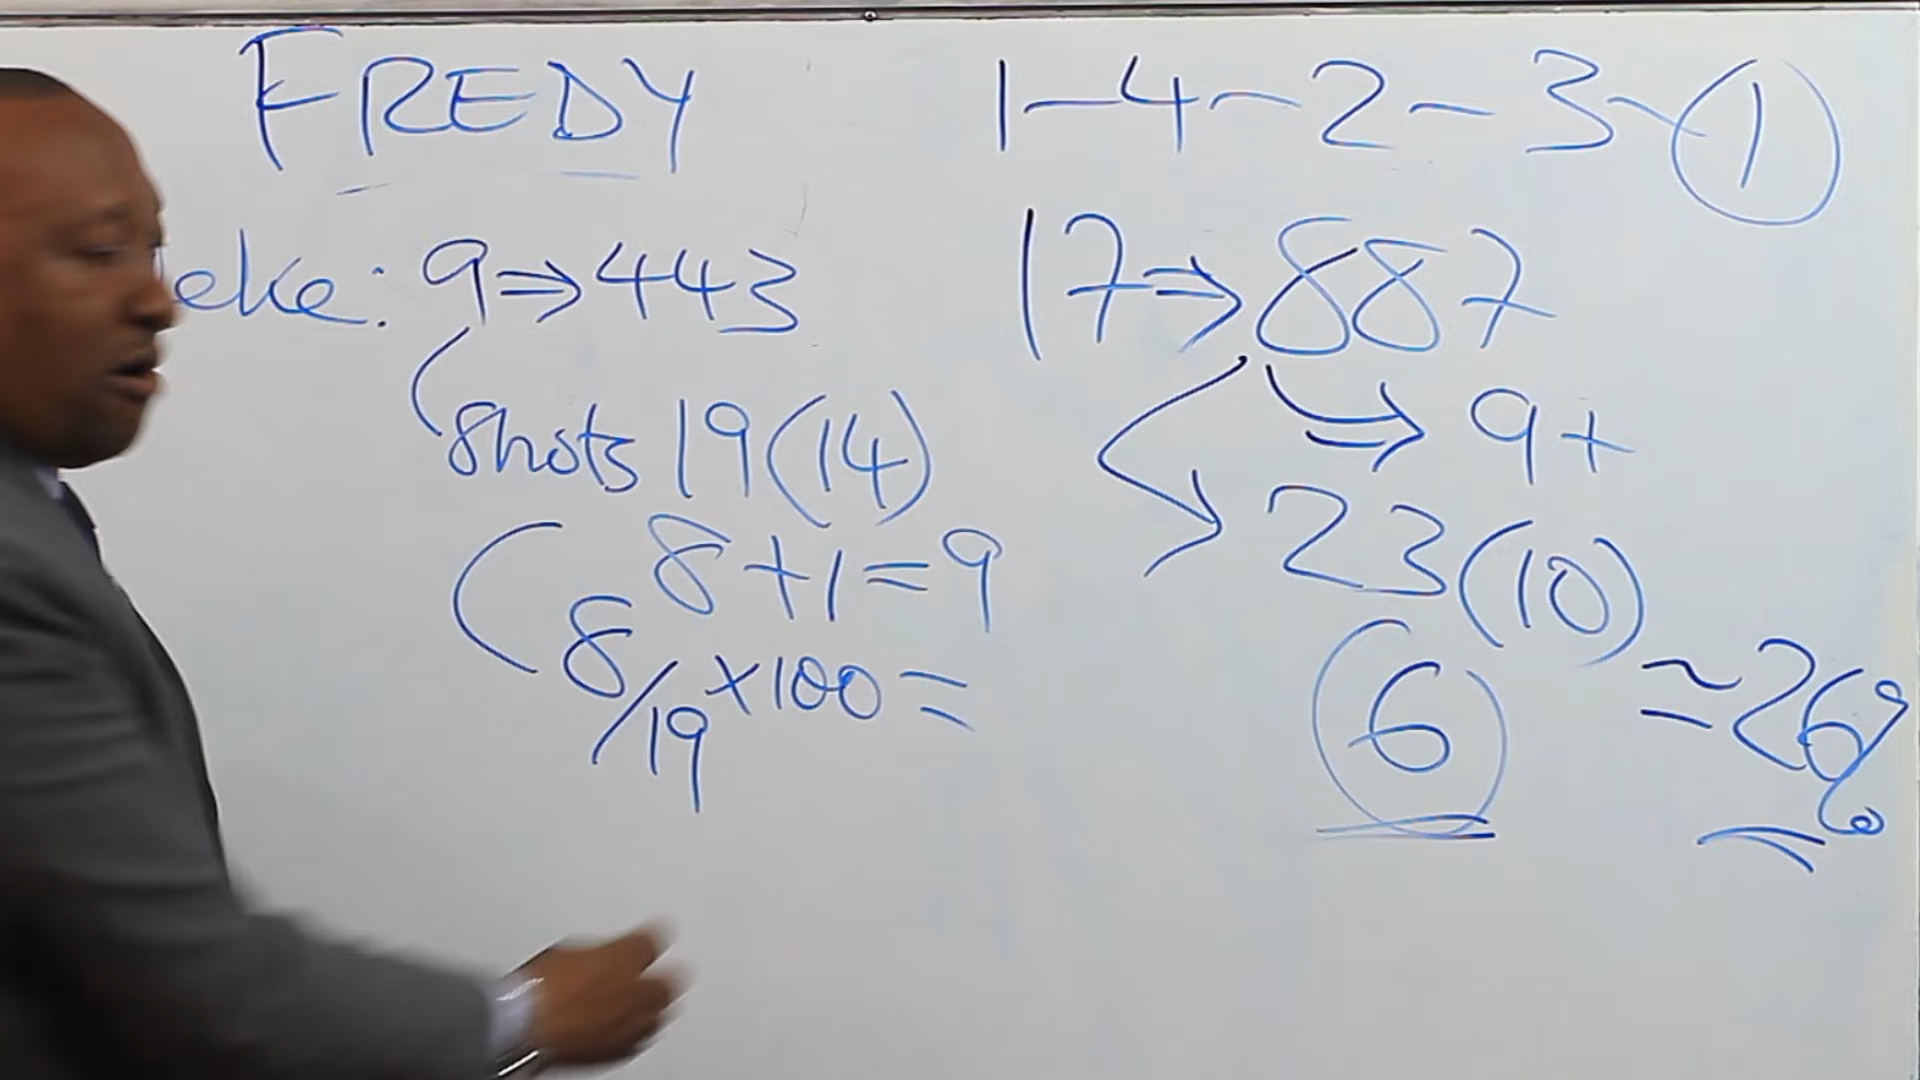 FREDY
eke: 9⇒443
shots 19(14)
8+1=9
8/19×100=
1-4-2-3-1
17⇒887
⇒9+
23(10)
6
≃26%